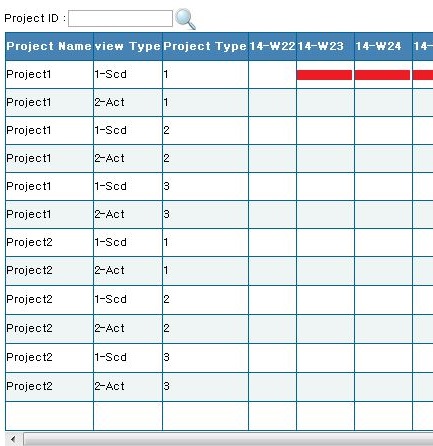 Project ID :
Project Name view Type Project Type 14-W22 14-W23 14-W24 14-
Project1 1-Scd 1
Project1 2-Act 1
Project1 1-Scd 2
Project1 2-Act 2
Project1 1-Scd 3
Project1 2-Act 3
Project2 1-Scd 1
Project2 2-Act 1
Project2 1-Scd 2
Project2 2-Act 2
Project2 1-Scd 3
Project2 2-Act 3